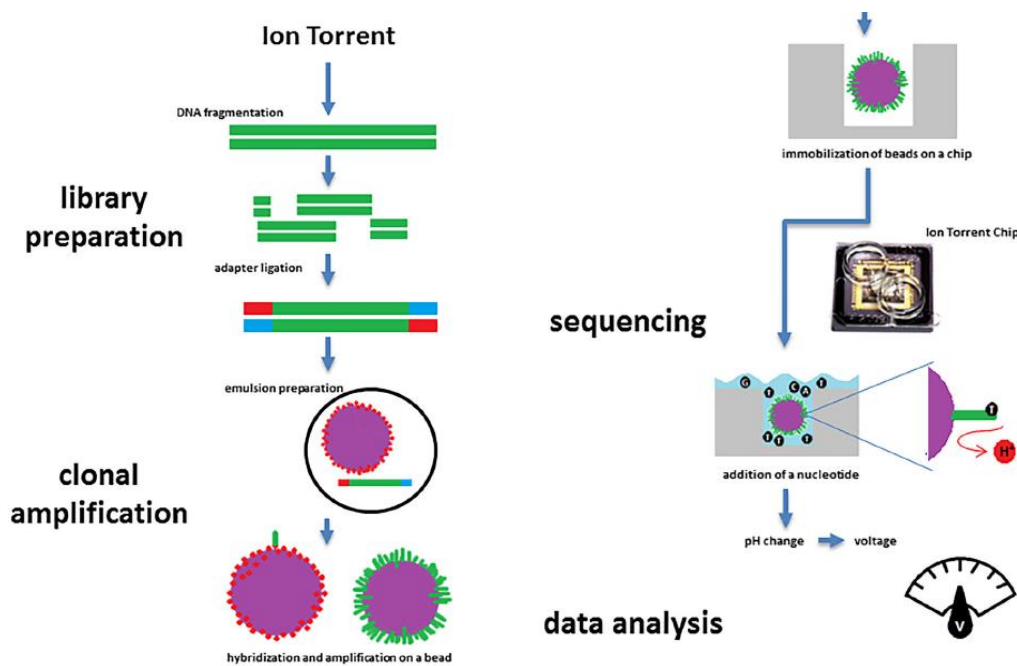 Ion Torrent
DNA fragmentation
library
preparation
adapter ligation
emulsion preparation
clonal
amplification
hybridization and amplification on a bead
immobilization of beads on a chip
Ion Torrent Chip
sequencing
G
T
C
A
T
T
T
T
T
T
H+
addition of a nucleotide
pH change
voltage
data analysis
V